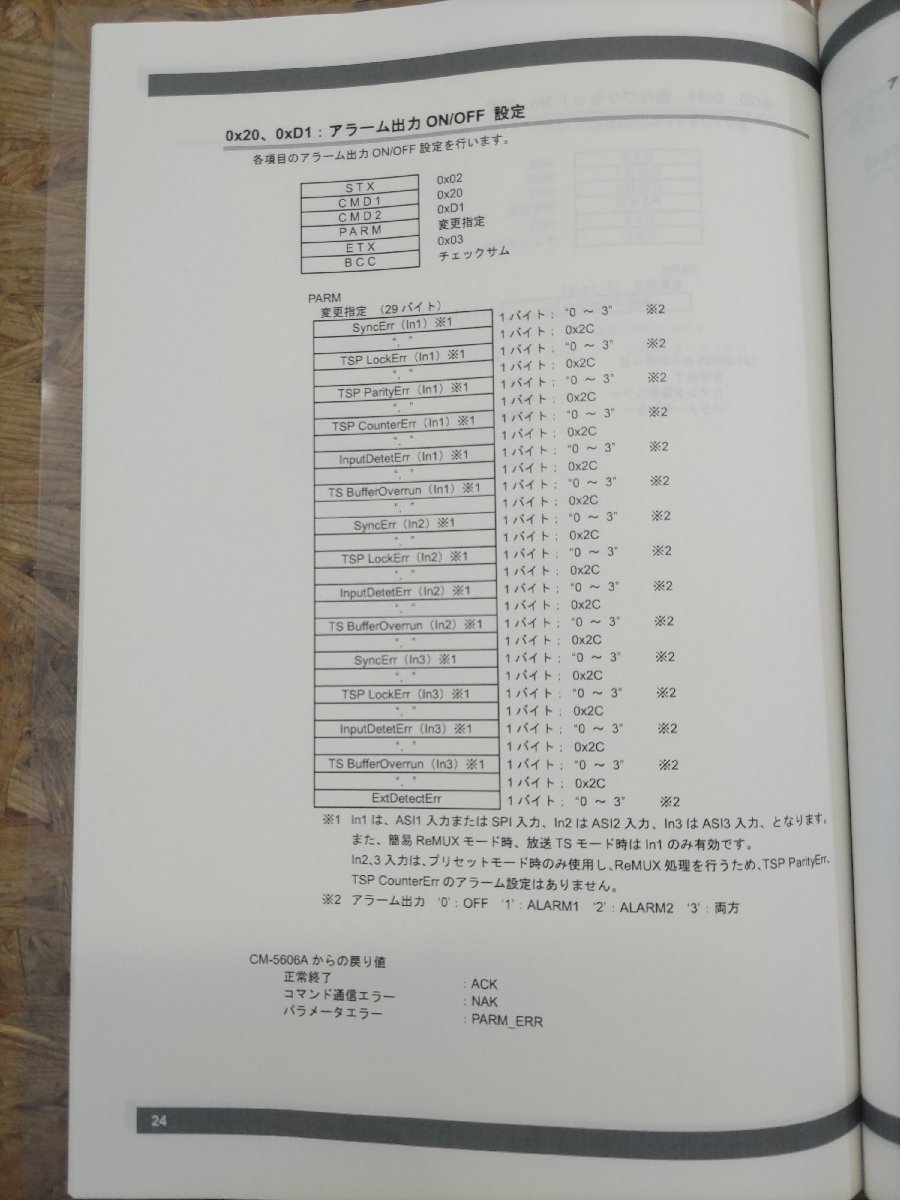 0x20、0xD1：アラーム出力 ON/OFF 設定
各項目のアラーム出力 ON/OFF 設定を行います。
STX 0x02
CMD1 0x20
CMD2 0xD1
PARM 変更指定
ETX 0x03
BCC チェックサム
PARM
変更指定 （29 バイト）
SyncErr（In1）※1 1 バイト； “0 ～ 3” ※2
“，” 1 バイト； 0x2C
TSP LockErr（In1）※1 1 バイト； “0 ～ 3” ※2
“，” 1 バイト； 0x2C
TSP ParityErr（In1）※1 1 バイト； “0 ～ 3” ※2
“，” 1 バイト； 0x2C
TSP CounterErr（In1）※1 1 バイト； “0 ～ 3” ※2
“，” 1 バイト； 0x2C
InputDetetErr（In1）※1 1 バイト； “0 ～ 3” ※2
“，” 1 バイト； 0x2C
TS BufferOverrun（In1）※1 1 バイト； “0 ～ 3” ※2
“，” 1 バイト； 0x2C
SyncErr（In2）※1 1 バイト； “0 ～ 3” ※2
“，” 1 バイト； 0x2C
TSP LockErr（In2）※1 1 バイト； “0 ～ 3” ※2
“，” 1 バイト； 0x2C
InputDetetErr（In2）※1 1 バイト； “0 ～ 3” ※2
“，” 1 バイト； 0x2C
TS BufferOverrun（In2）※1 1 バイト； “0 ～ 3” ※2
“，” 1 バイト； 0x2C
SyncErr（In3）※1 1 バイト； “0 ～ 3” ※2
“，” 1 バイト； 0x2C
TSP LockErr（In3）※1 1 バイト； “0 ～ 3” ※2
“，” 1 バイト； 0x2C
InputDetetErr（In3）※1 1 バイト； “0 ～ 3” ※2
“，” 1 バイト； 0x2C
TS BufferOverrun（In3）※1 1 バイト； “0 ～ 3” ※2
“，” 1 バイト； 0x2C
ExtDetectErr 1 バイト； “0 ～ 3” ※2
※1 In1 は、ASI1 入力または SPI 入力、In2 は ASI2 入力、In3 は ASI3 入力、となります。
また、簡易 ReMUX モード時、放送 TS モード時は In1 のみ有効です。
In2,3 入力は、プリセットモード時のみ使用し、ReMUX 処理を行うため、TSP ParityErr、
TSP CounterErr のアラーム設定はありません。
※2 アラーム出力 ‘0’：OFF ‘1’：ALARM1 ‘2’：ALARM2 ‘3’：両方
CM-5606A からの戻り値
正常終了 ：ACK
コマンド通信エラー ：NAK
パラメータエラー ：PARM_ERR
24